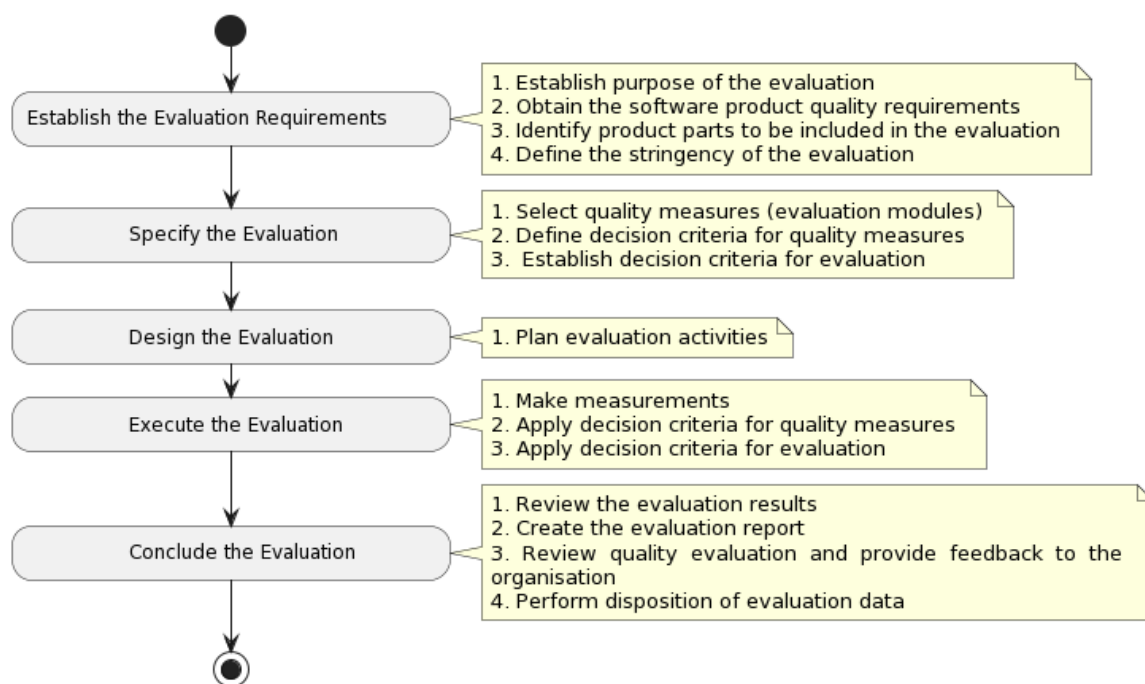 Establish the Evaluation Requirements
1. Establish purpose of the evaluation
2. Obtain the software product quality requirements
3. Identify product parts to be included in the evaluation
4. Define the stringency of the evaluation
Specify the Evaluation
1. Select quality measures (evaluation modules)
2. Define decision criteria for quality measures
3.  Establish decision criteria for evaluation
Design the Evaluation
1. Plan evaluation activities
Execute the Evaluation
1. Make measurements
2. Apply decision criteria for quality measures
3. Apply decision criteria for evaluation
Conclude the Evaluation
1. Review the evaluation results
2. Create the evaluation report
3. Review quality evaluation and provide feedback to the
organisation
4. Perform disposition of evaluation data